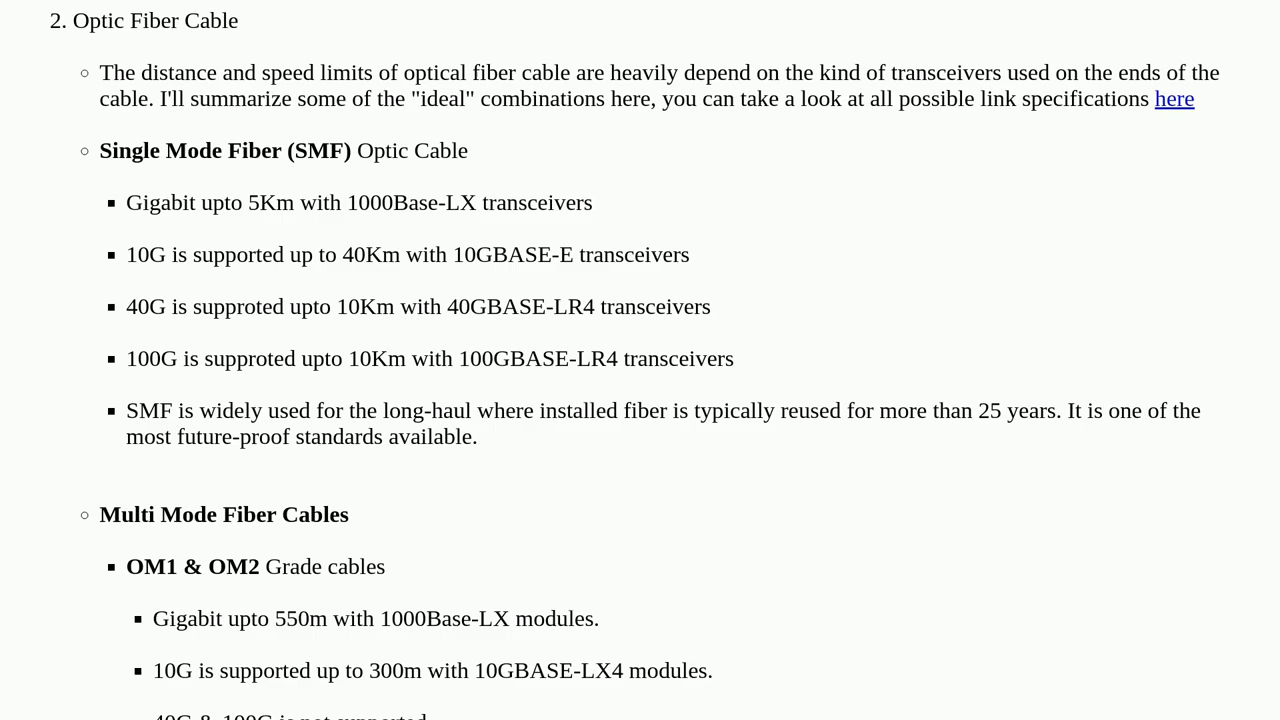 2. Optic Fiber Cable
The distance and speed limits of optical fiber cable are heavily depend on the kind of transceivers used on the ends of the
cable. I'll summarize some of the "ideal" combinations here, you can take a look at all possible link specifications here
Single Mode Fiber (SMF) Optic Cable
Gigabit upto 5Km with 1000Base-LX transceivers
10G is supported up to 40Km with 10GBASE-E transceivers
40G is supproted upto 10Km with 40GBASE-LR4 transceivers
100G is supproted upto 10Km with 100GBASE-LR4 transceivers
SMF is widely used for the long-haul where installed fiber is typically reused for more than 25 years. It is one of the
most future-proof standards available.
Multi Mode Fiber Cables
OM1 & OM2 Grade cables
Gigabit upto 550m with 1000Base-LX modules.
10G is supported up to 300m with 10GBASE-LX4 modules.
40G & 100G is not supported